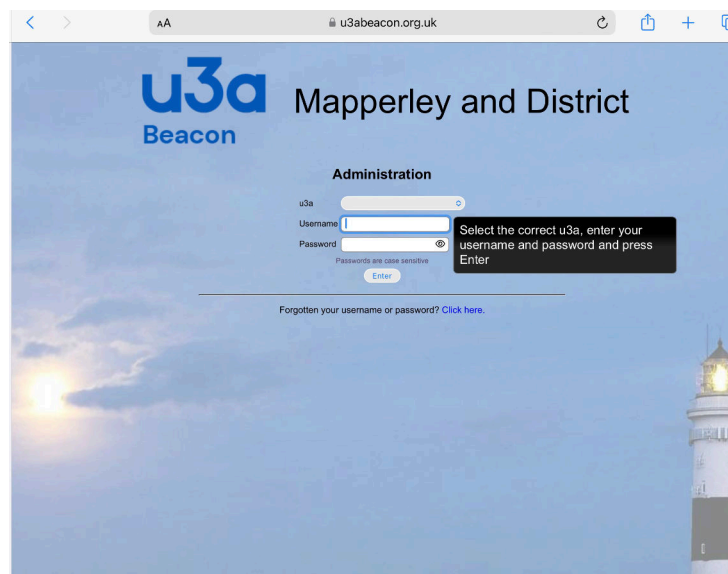 AA
u3abeacon.org.uk
u3a
Beacon
Mapperley and District
Administration
u3a
Username
Password
Passwords are case sensitive
Enter
Select the correct u3a, enter your
username and password and press
Enter
Forgotten your username or password? Click here.